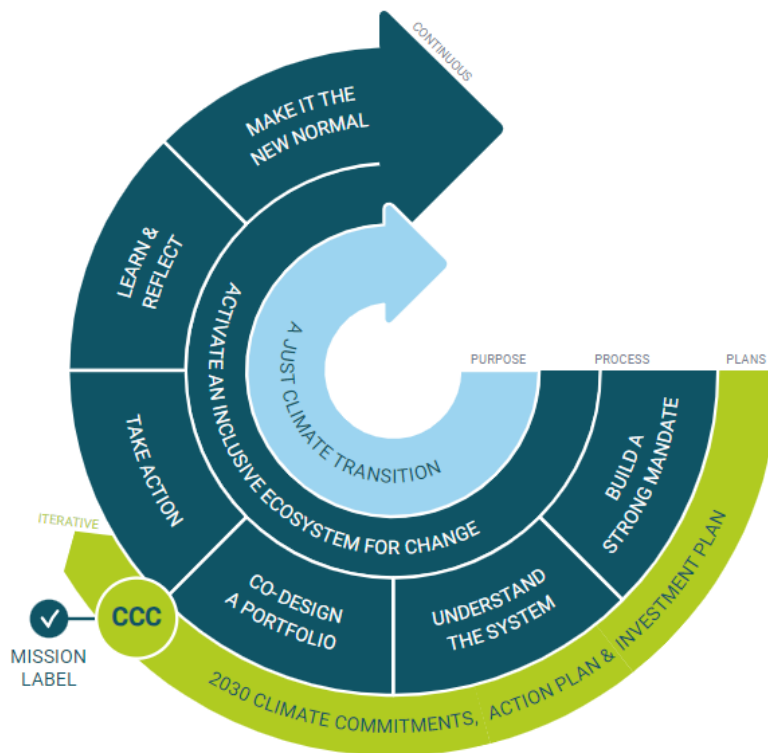 CONTINUOUS
MAKE IT THE
NEW NORMAL
LEARN &
REFLECT
ACTIVATE AN INCLUSIVE ECOSYSTEM FOR CHANGE
A JUST CLIMATE TRANSITION
PURPOSE
PROCESS
PLANS
BUILD A
STRONG MANDATE
TAKE ACTION
ITERATIVE
CO-DESIGN
A PORTFOLIO
UNDERSTAND
THE SYSTEM
CCC
MISSION
LABEL
2030 CLIMATE COMMITMENTS, ACTION PLAN & INVESTMENT PLAN